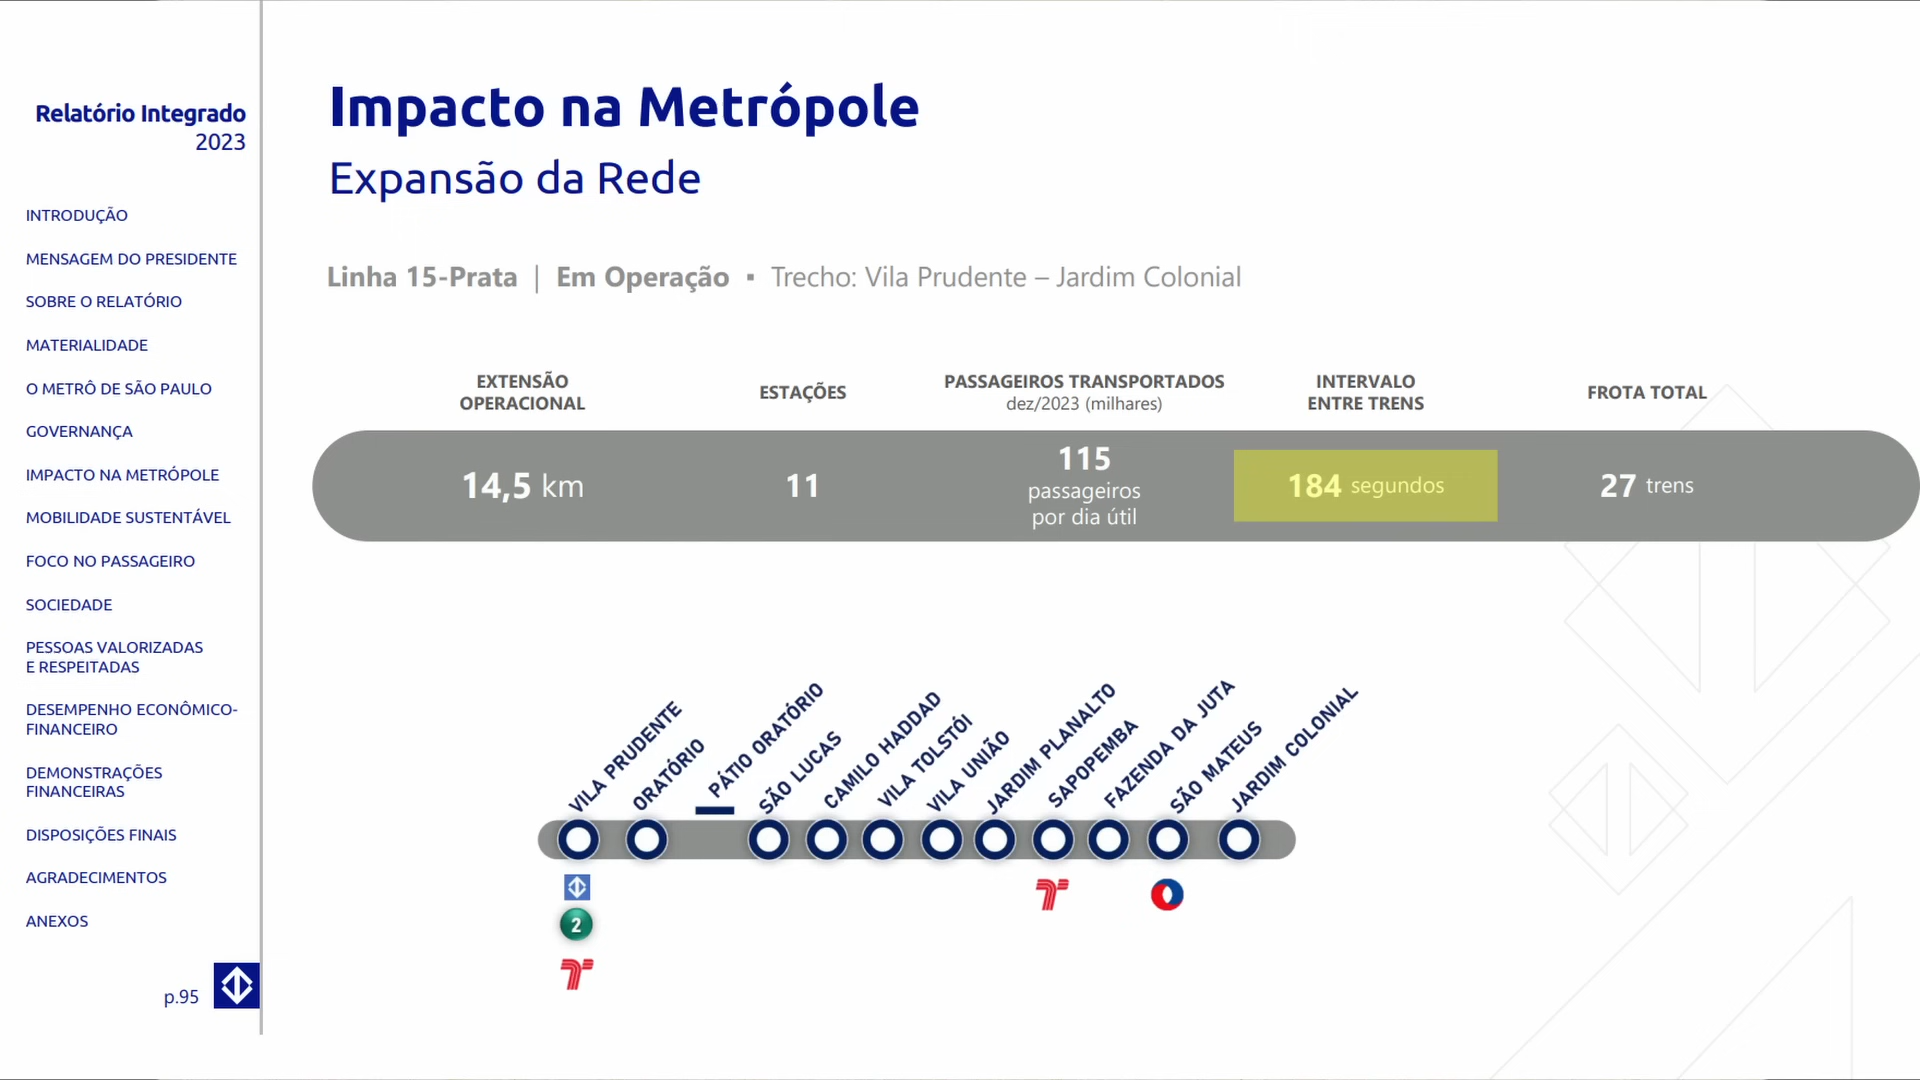 Relatório Integrado
2023
INTRODUÇÃO
MENSAGEM DO PRESIDENTE
SOBRE O RELATÓRIO
MATERIALIDADE
O METRÔ DE SÃO PAULO
GOVERNANÇA
IMPACTO NA METRÓPOLE
MOBILIDADE SUSTENTÁVEL
FOCO NO PASSAGEIRO
SOCIEDADE
PESSOAS VALORIZADAS
E RESPEITADAS
DESEMPENHO ECONÔMICO-
FINANCEIRO
DEMONSTRAÇÕES
FINANCEIRAS
DISPOSIÇÕES FINAIS
AGRADECIMENTOS
ANEXOS
p.95
Impacto na Metrópole
Expansão da Rede
Linha 15-Prata | Em Operação ▪ Trecho: Vila Prudente – Jardim Colonial
EXTENSÃO
OPERACIONAL
14,5 km
ESTAÇÕES
11
PASSAGEIROS TRANSPORTADOS
dez/2023 (milhares)
115
passageiros
por dia útil
INTERVALO
ENTRE TRENS
184 segundos
FROTA TOTAL
27 trens
VILA PRUDENTE
ORATÓRIO
PÁTIO ORATÓRIO
SÃO LUCAS
CAMILO HADDAD
VILA TOLSTÓI
VILA UNIÃO
JARDIM PLANALTO
SAPOPEMBA
FAZENDA DA JUTA
SÃO MATEUS
JARDIM COLONIAL
2